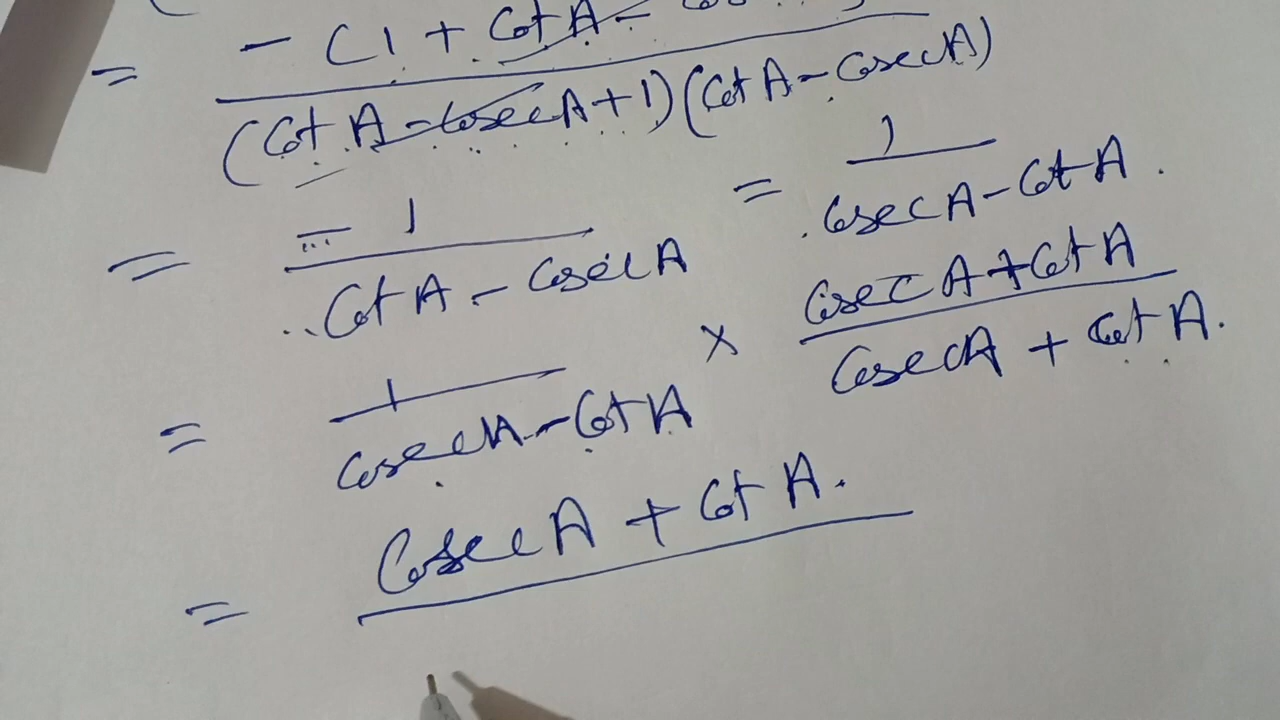 = - (1 + Cot A -
(Cot A - Cosec A + 1) (Cot A - Cosec A)
= - 1 / Cot A - Cosec A = 1 / Cosec A - Cot A.
= 1 / Cosec A - Cot A × Cosec A + Cot A / Cosec A + Cot A.
= Cosec A + Cot A.